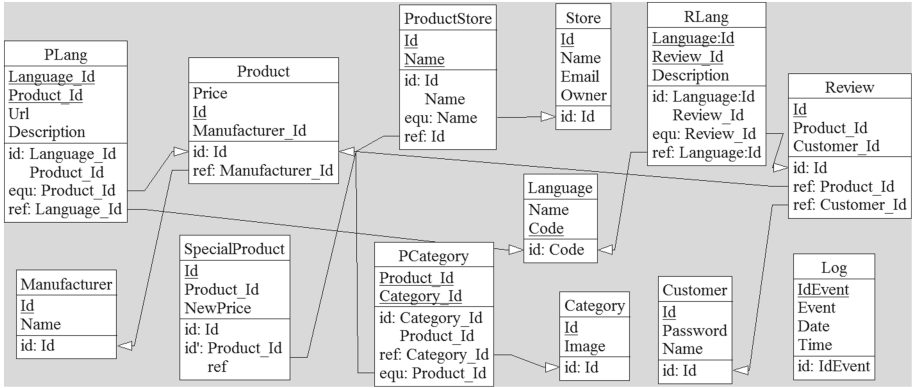 PLang
Language_Id
Product_Id
Url
Description
id: Language_Id
Product_Id
equ: Product_Id
ref: Language_Id
Product
Price
Id
Manufacturer_Id
id: Id
ref: Manufacturer_Id
ProductStore
Id
Name
id: Id
Name
equ: Name
ref: Id
Store
Id
Name
Email
Owner
id: Id
RLang
Language:Id
Review_Id
Description
id: Language:Id
Review_Id
equ: Review_Id
ref: Language:Id
Review
Id
Product_Id
Customer_Id
id: Id
ref: Product_Id
ref: Customer_Id
Language
Name
Code
id: Code
Manufacturer
Id
Name
id: Id
SpecialProduct
Id
Product_Id
NewPrice
id: Id
id': Product_Id
ref
PCategory
Product_Id
Category_Id
id: Category_Id
Product_Id
ref: Category_Id
equ: Product_Id
Category
Id
Image
id: Id
Customer
Id
Password
Name
id: Id
Log
IdEvent
Event
Date
Time
id: IdEvent